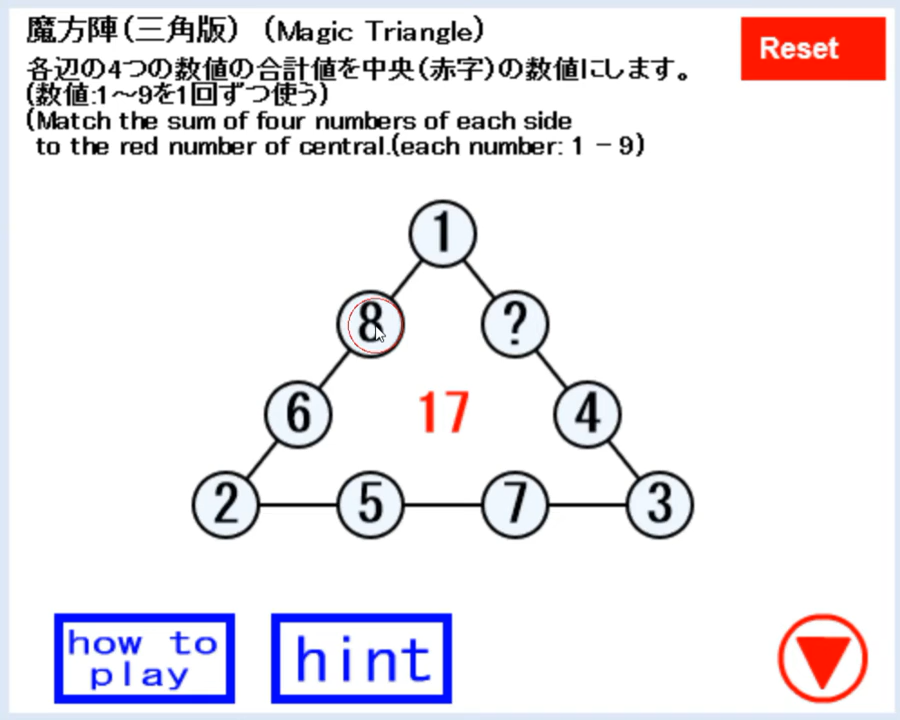 魔方陣(三角版) (Magic Triangle)
Reset
各辺の4つの数値の合計値を中央(赤字)の数値にします。
(数値:1〜9を1回ずつ使う)
(Match the sum of four numbers of each side
to the red number of central.(each number: 1 - 9)
1
8
?
6
17
4
2
5
7
3
how to
play
hint